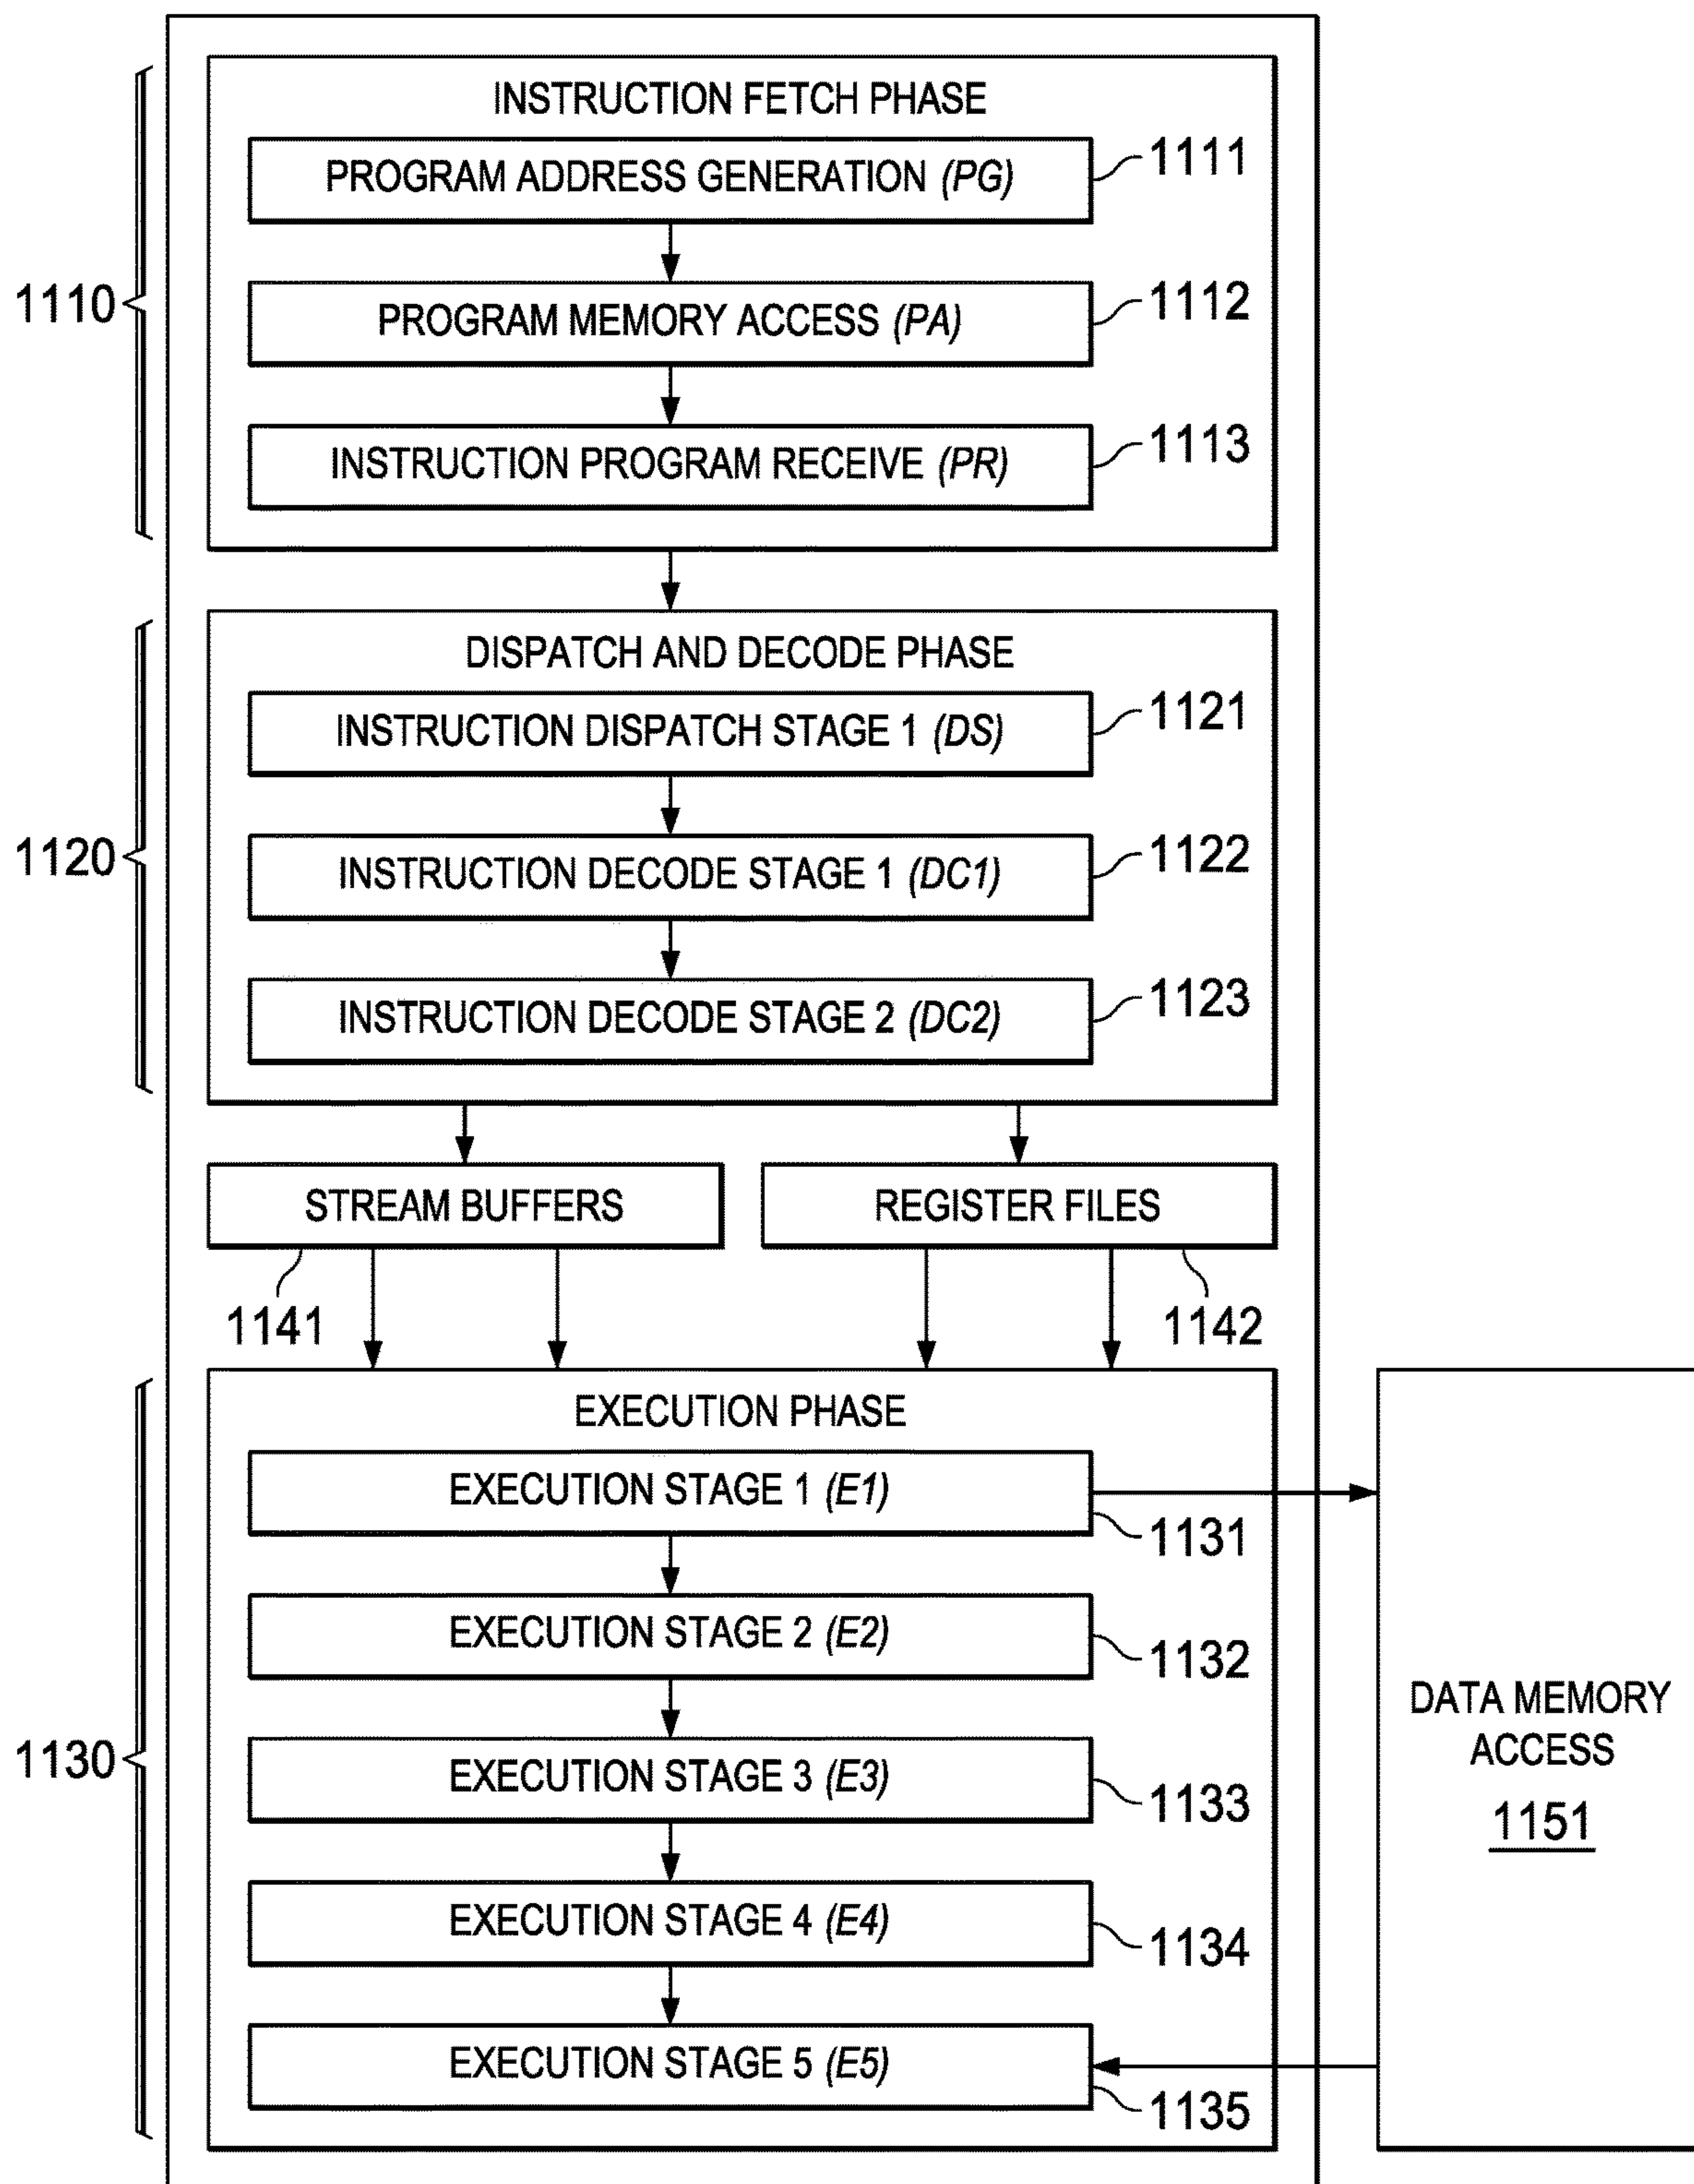 INSTRUCTION FETCH PHASE
PROGRAM ADDRESS GENERATION (PG)
1111
1110
PROGRAM MEMORY ACCESS (PA)
1112
INSTRUCTION PROGRAM RECEIVE (PR)
1113
DISPATCH AND DECODE PHASE
INSTRUCTION DISPATCH STAGE 1 (DS)
1121
1120
INSTRUCTION DECODE STAGE 1 (DC1)
1122
INSTRUCTION DECODE STAGE 2 (DC2)
1123
STREAM BUFFERS
REGISTER FILES
1141
1142
EXECUTION PHASE
EXECUTION STAGE 1 (E1)
1131
EXECUTION STAGE 2 (E2)
1132
1130
EXECUTION STAGE 3 (E3)
1133
EXECUTION STAGE 4 (E4)
1134
EXECUTION STAGE 5 (E5)
1135
DATA MEMORY
ACCESS
1151